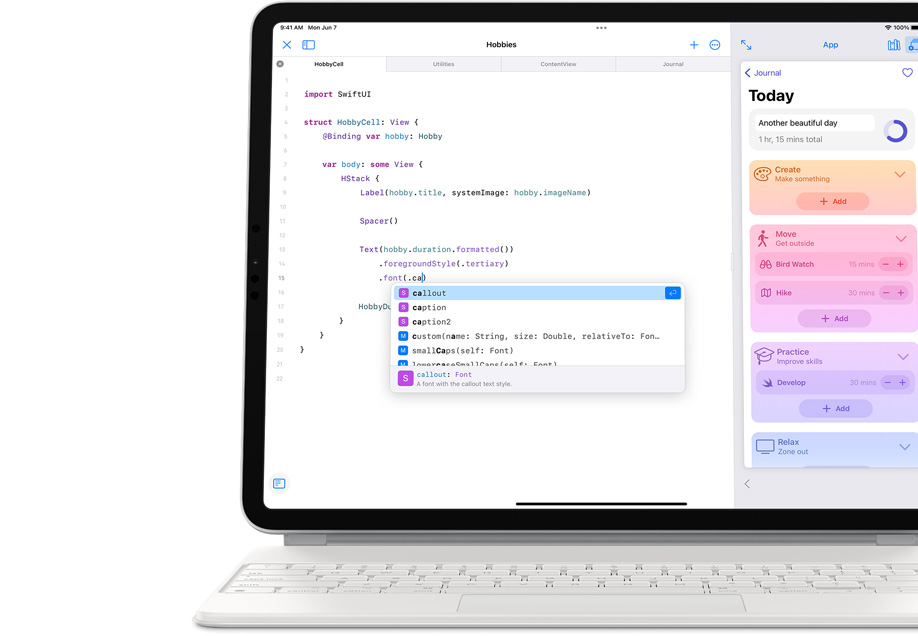 9:41 AM Mon Jun 7
100%
Hobbies
App
HobbyCell
Utilities
ContentView
Journal
1
2 import SwiftUI
3
4 struct HobbyCell: View {
5 @Binding var hobby: Hobby
6
7 var body: some View {
8 HStack {
9 Label(hobby.title, systemImage: hobby.imageName)
10
11 Spacer()
12
13 Text(hobby.duration.formatted())
14 .foregroundStyle(.tertiary)
15 .font(.ca)
16
17 HobbyDu
18 }
19 }
20 }
21
22
S callout
S caption
S caption2
M custom(name: String, size: Double, relativeTo: Fon…
M smallCaps(self: Font)
M lowercaseSmallCaps(self: Font)
S callout: Font
A font with the callout text style.
Journal
Today
Another beautiful day
1 hr, 15 mins total
Create
Make something
+ Add
Move
Get outside
Bird Watch 15 mins − +
Hike 30 mins − +
+ Add
Practice
Improve skills
Develop 30 mins − +
+ Add
Relax
Zone out